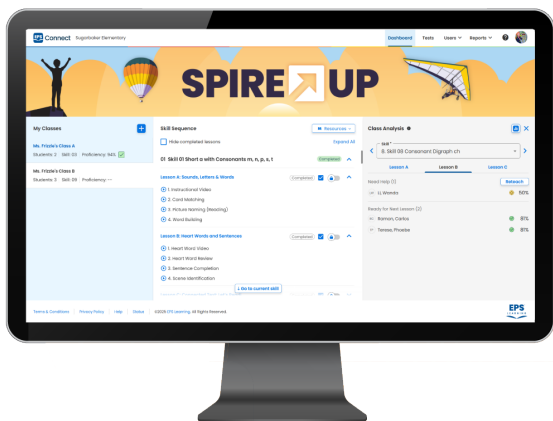 EPS Connect Sugarbaker Elementary
Dashboard Tests Users Reports
SPIRE UP
My Classes
Ms. Frizzle's Class A
Students: 2 Skill: 03 Proficiency: 94%
Ms. Frizzle's Class B
Students: 3 Skill: 08 Proficiency: --
Skill Sequence
Resources
Hide completed lessons
Expand All
01 Skill 01 Short a with Consonants m, n, p, s, t Completed
Lesson A: Sounds, Letters & Words Completed
1. Instructional Video
2. Card Matching
3. Picture Naming (Reading)
4. Word Building
Lesson B: Heart Words and Sentences Completed
1. Heart Word Video
2. Heart Word Review
3. Sentence Completion
4. Scene Identification
↓ Go to current skill
Class Analysis
Skill *
8. Skill 08 Consonant Digraph ch
Lesson A Lesson B Lesson C
Need Help (1) Reteach
Li, Wanda 50%
Ready for Next Lesson (2)
Ramon, Carlos 81%
Terese, Phoebe 81%
Terms & Conditions Privacy Policy Help Global ©2025 EPS Learning, All Rights Reserved.
EPS
LEARNING